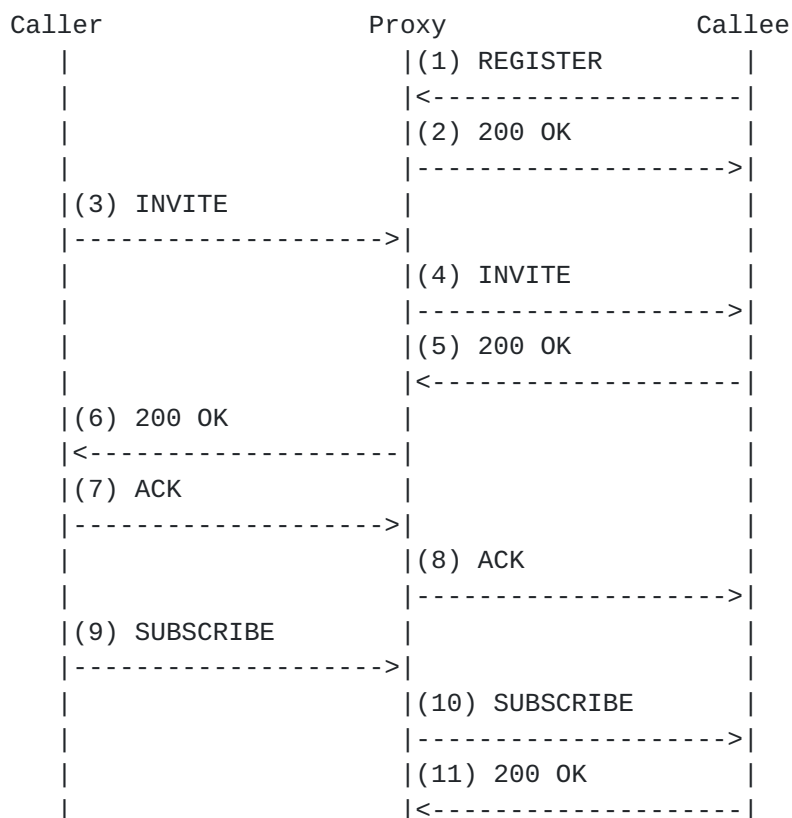 Caller                 Proxy                Callee
   |                     |(1) REGISTER         |
   |                     |<--------------------|
   |                     |(2) 200 OK           |
   |                     |-------------------->|
   |(3) INVITE           |                     |
   |-------------------->|                     |
   |                     |(4) INVITE           |
   |                     |-------------------->|
   |                     |(5) 200 OK           |
   |                     |<--------------------|
   |(6) 200 OK           |                     |
   |<--------------------|                     |
   |(7) ACK              |                     |
   |-------------------->|                     |
   |                     |(8) ACK              |
   |                     |-------------------->|
   |(9) SUBSCRIBE        |                     |
   |-------------------->|                     |
   |                     |(10) SUBSCRIBE       |
   |                     |-------------------->|
   |                     |(11) 200 OK          |
   |                     |<--------------------|